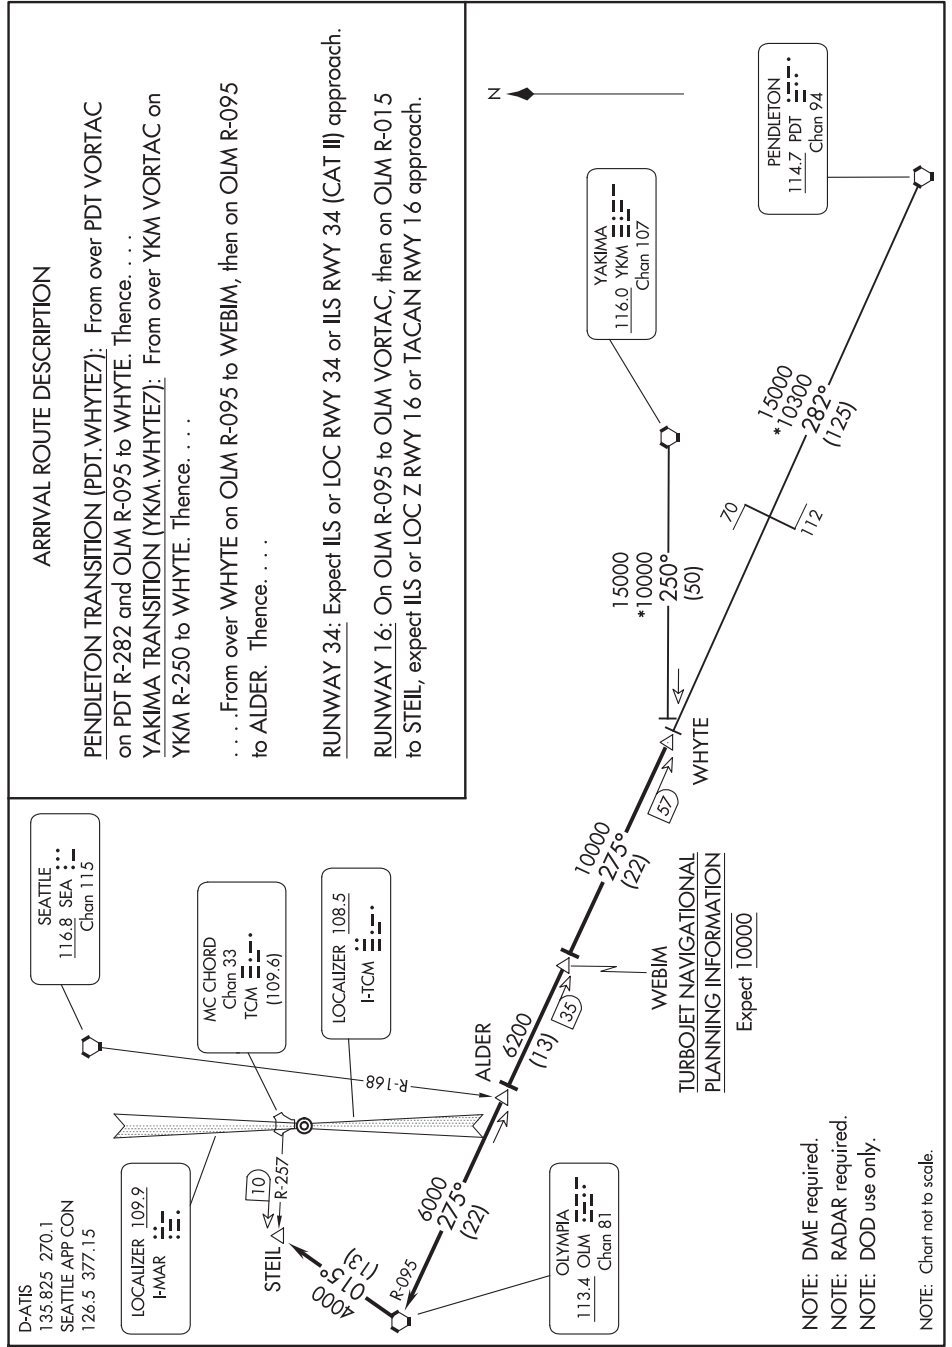 ARRIVAL ROUTE DESCRIPTION
PENDLETON TRANSITION (PDT.WHYTE7): From over PDT VORTAC
on PDT R-282 and OLM R-095 to WHYTE. Thence. . . .
YAKIMA TRANSITION (YKM.WHYTE7): From over YKM VORTAC on
YKM R-250 to WHYTE. Thence. . . .
. . . .From over WHYTE on OLM R-095 to WEBIM, then on OLM R-095
to ALDER. Thence. . . .
RUNWAY 34: Expect ILS or LOC RWY 34 or ILS RWY 34 (CAT II) approach.
RUNWAY 16: On OLM R-095 to OLM VORTAC, then on OLM R-015
to STEIL, expect ILS or LOC Z RWY 16 or TACAN RWY 16 approach.
D-ATIS
135.825 270.1
SEATTLE APP CON
126.5 377.15
SEATTLE
116.8 SEA
Chan 115
MC CHORD
Chan 33
TCM
(109.6)
LOCALIZER 108.5
I-TCM
LOCALIZER 109.9
I-MAR
N
YAKIMA
116.0 YKM
Chan 107
PENDLETON
114.7 PDT
Chan 94
15000
*10000
250°
(50)
15000
*10300
282°
(125)
70
112
WHYTE
57
10000
275°
(22)
WEBIM
TURBOJET NAVIGATIONAL
PLANNING INFORMATION
Expect 10000
35
6200
(13)
ALDER
R-168
6000
275°
(22)
R-095
OLYMPIA
113.4 OLM
Chan 81
4000
015°
(13)
STEIL
10
R-257
NOTE: DME required.
NOTE: RADAR required.
NOTE: DOD use only.
NOTE: Chart not to scale.